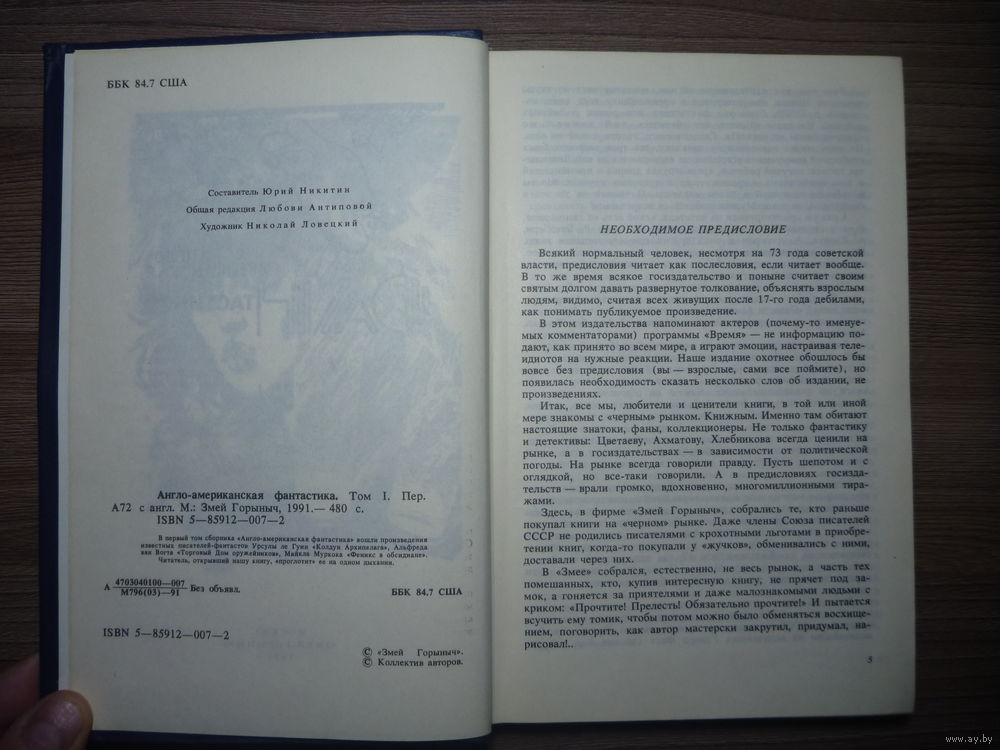 ББК 84.7 США
Составитель Юрий Никитин
Общая редакция Любови Антиповой
Художник Николай Ловецкий
Англо-американская фантастика. Том I. Пер.
А72 с англ. М.: Змей Горыныч, 1991.— 480 с.
ISBN 5—85912—007—2
В первый том сборника «Англо-американская фантастика» вошли произведения
известных писателей-фантастов Урсулы ле Гуин «Колдун Архипелага», Альфреда
ван Вогта «Торговый Дом оружейников», Майкла Муркока «Феникс в обсидиане».
Читатель, открывший нашу книгу, «проглотит» ее на одном дыхании.
А 4703040100—007
М796(03)—91 Без объявл.
ББК 84.7 США
ISBN 5—85912—007—2
© «Змей Горыныч».
© Коллектив авторов.
НЕОБХОДИМОЕ ПРЕДИСЛОВИЕ
Всякий нормальный человек, несмотря на 73 года советской
власти, предисловия читает как послесловия, если читает вообще.
В то же время всякое госиздательство и поныне считает своим
святым долгом давать развернутое толкование, объяснять взрослым
людям, видимо, считая всех живущих после 17-го года дебилами,
как понимать публикуемое произведение.
В этом издательства напоминают актеров (почему-то именуе-
мых комментаторами) программы «Время» — не информацию по-
дают, как принято во всем мире, а играют эмоции, настраивая теле-
идиотов на нужные реакции. Наше издание охотнее обошлось бы
вовсе без предисловия (вы — взрослые, сами все поймите), но
появилась необходимость сказать несколько слов об издании, не
произведениях.
Итак, все мы, любители и ценители книги, в той или иной
мере знакомы с «черным» рынком. Книжным. Именно там обитают
настоящие знатоки, фаны, коллекционеры. Не только фантастику
и детективы: Цветаеву, Ахматову, Хлебникова всегда ценили на
рынке, а в госиздательствах — в зависимости от политической
погоды. На рынке всегда говорили правду. Пусть шепотом и с
оглядкой, но все-таки говорили. А в предисловиях госизда-
тельств — врали громко, вдохновенно, многомиллионными тира-
жами.
Здесь, в фирме «Змей Горыныч», собрались те, кто раньше
покупал книги на «черном» рынке. Даже члены Союза писателей
СССР не родились писателями с крохотными льготами в приобре-
тении книг, когда-то покупали у «жучков», обменивались с ними,
доставали через них.
В «Змее» собрался, естественно, не весь рынок, а часть тех
помешанных, кто, купив интересную книгу, не прячет под за-
мок, а гоняется за приятелями и даже малознакомыми людьми с
криком: «Прочтите! Прелесть! Обязательно прочтите!» И пытается
всучить ему томик, чтобы потом можно было обменяться восхище-
нием, поговорить, как автор мастерски закрутил, придумал, на-
рисовал!..
5
www.ay.by